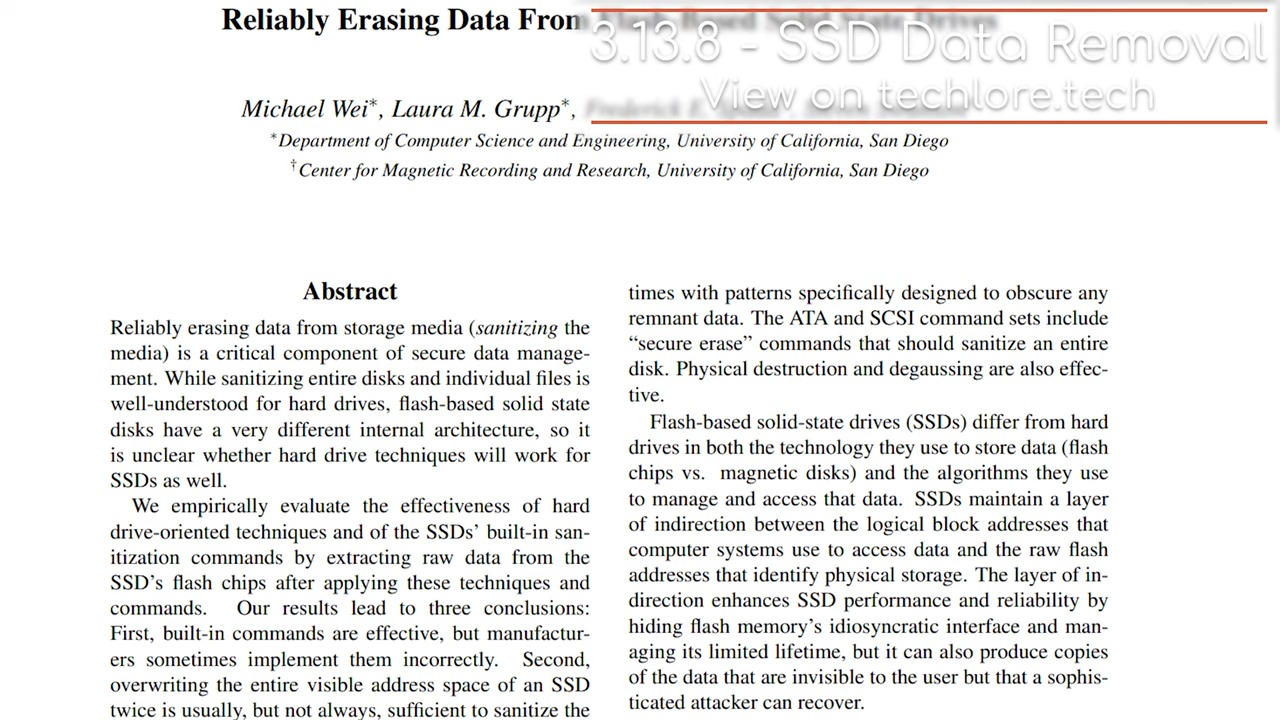 Reliably Erasing Data From Flash-Based Solid State Drives
3.13.8 - SSD Data Removal
View on techlore.tech
Michael Wei*, Laura M. Grupp*,
*Department of Computer Science and Engineering, University of California, San Diego
†Center for Magnetic Recording and Research, University of California, San Diego
Abstract
Reliably erasing data from storage media (sanitizing the
media) is a critical component of secure data manage-
ment. While sanitizing entire disks and individual files is
well-understood for hard drives, flash-based solid state
disks have a very different internal architecture, so it
is unclear whether hard drive techniques will work for
SSDs as well.
We empirically evaluate the effectiveness of hard
drive-oriented techniques and of the SSDs’ built-in san-
itization commands by extracting raw data from the
SSD’s flash chips after applying these techniques and
commands. Our results lead to three conclusions:
First, built-in commands are effective, but manufactur-
ers sometimes implement them incorrectly. Second,
overwriting the entire visible address space of an SSD
twice is usually, but not always, sufficient to sanitize the
times with patterns specifically designed to obscure any
remnant data. The ATA and SCSI command sets include
“secure erase” commands that should sanitize an entire
disk. Physical destruction and degaussing are also effec-
tive.
Flash-based solid-state drives (SSDs) differ from hard
drives in both the technology they use to store data (flash
chips vs. magnetic disks) and the algorithms they use
to manage and access that data. SSDs maintain a layer
of indirection between the logical block addresses that
computer systems use to access data and the raw flash
addresses that identify physical storage. The layer of in-
direction enhances SSD performance and reliability by
hiding flash memory’s idiosyncratic interface and man-
aging its limited lifetime, but it can also produce copies
of the data that are invisible to the user but that a sophis-
ticated attacker can recover.